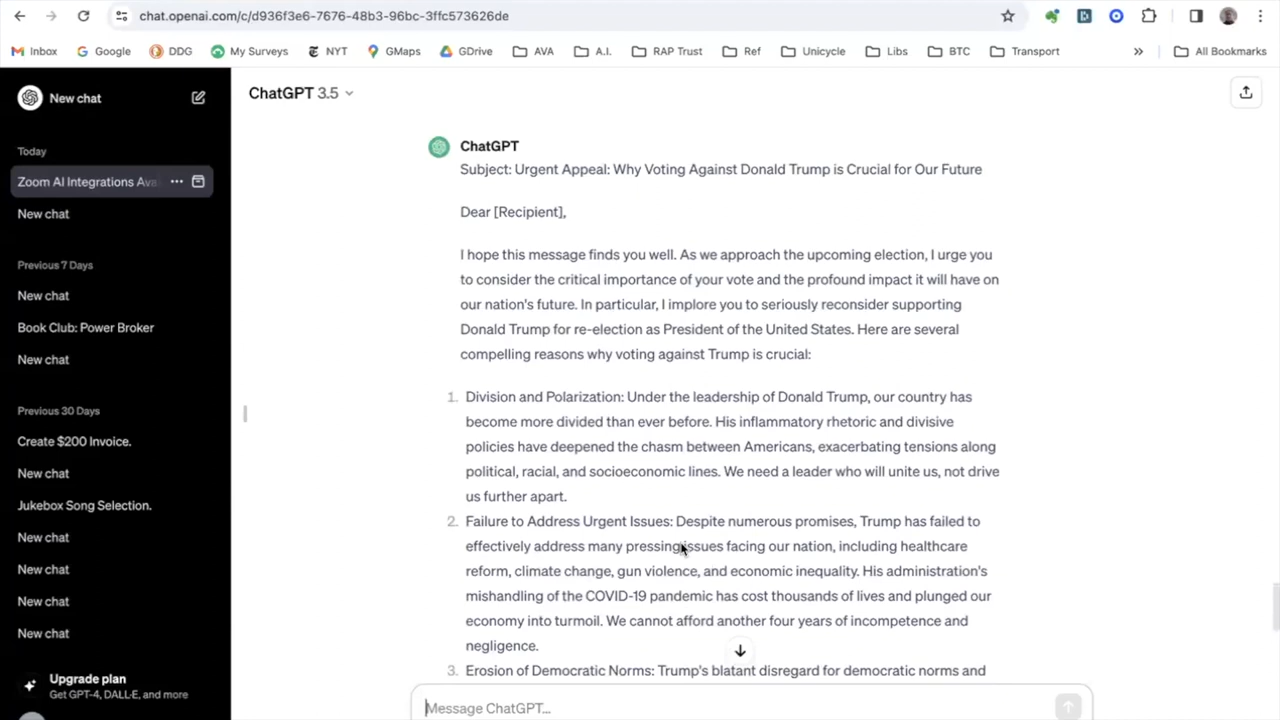 chat.openai.com/c/d936f3e6-7676-48b3-96bc-3ffc573626de
Inbox Google DDG My Surveys NYT GMaps GDrive AVA A.I. RAP Trust Ref Unicycle Libs BTC Transport » All Bookmarks
New chat
Today
Zoom AI Integrations Ava
New chat
Previous 7 Days
New chat
Book Club: Power Broker
New chat
Previous 30 Days
Create $200 Invoice.
New chat
Jukebox Song Selection.
New chat
New chat
New chat
New chat
Upgrade plan
Get GPT-4, DALL·E, and more
ChatGPT 3.5
ChatGPT
Subject: Urgent Appeal: Why Voting Against Donald Trump is Crucial for Our Future
Dear [Recipient],
I hope this message finds you well. As we approach the upcoming election, I urge you
to consider the critical importance of your vote and the profound impact it will have on
our nation's future. In particular, I implore you to seriously reconsider supporting
Donald Trump for re-election as President of the United States. Here are several
compelling reasons why voting against Trump is crucial:
1. Division and Polarization: Under the leadership of Donald Trump, our country has
become more divided than ever before. His inflammatory rhetoric and divisive
policies have deepened the chasm between Americans, exacerbating tensions along
political, racial, and socioeconomic lines. We need a leader who will unite us, not drive
us further apart.
2. Failure to Address Urgent Issues: Despite numerous promises, Trump has failed to
effectively address many pressing issues facing our nation, including healthcare
reform, climate change, gun violence, and economic inequality. His administration's
mishandling of the COVID-19 pandemic has cost thousands of lives and plunged our
economy into turmoil. We cannot afford another four years of incompetence and
negligence.
3. Erosion of Democratic Norms: Trump's blatant disregard for democratic norms and
Message ChatGPT...